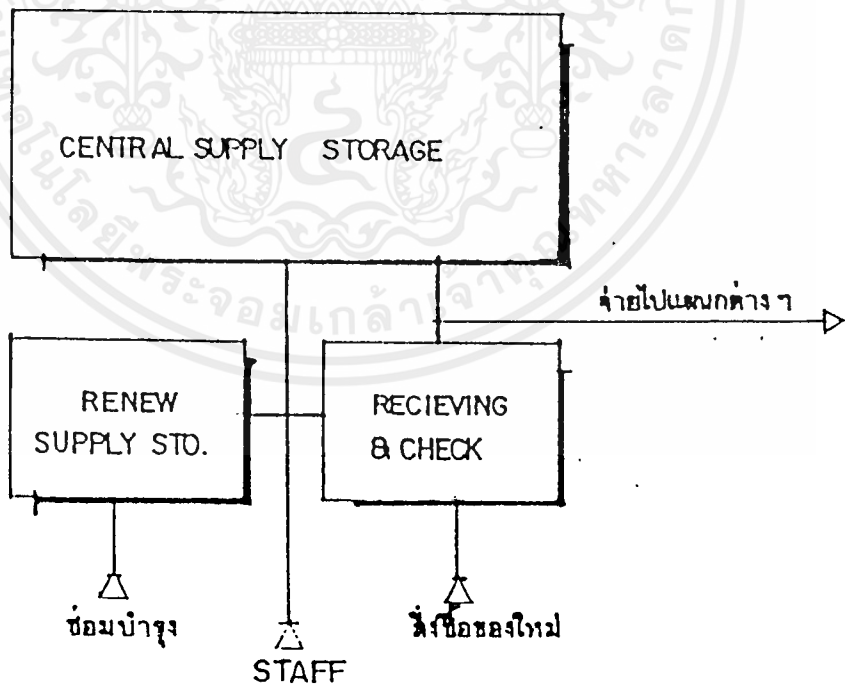 CENTRAL SUPPLY STORAGE
จ่ายไปแผนกต่าง ๆ
RENEW
SUPPLY STO.
RECIEVING
& CHECK
ซ่อมบำรุง
สั่งซื้อของใหม่
STAFF